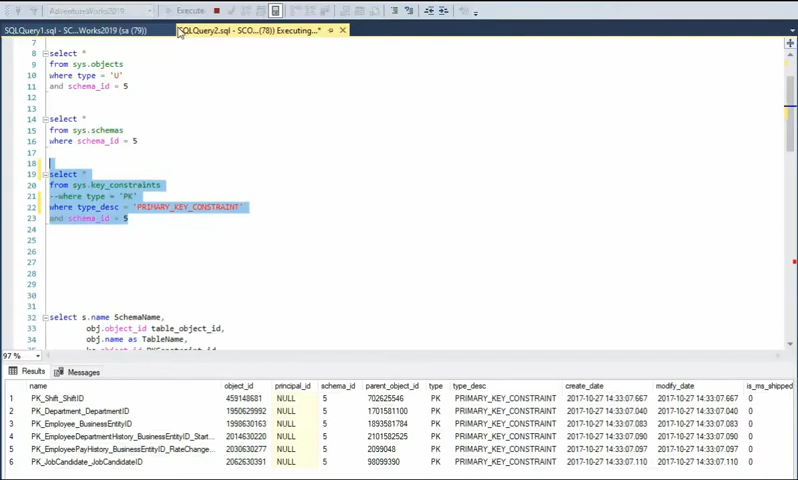 AdventureWorks2019
Execute
SQLQuery1.sql - SC...Works2019 (sa (79))
SQLQuery2.sql - SCO...(78)) Executing...*
7
8 select *
9 from sys.objects
10 where type = 'U'
11 and schema_id = 5
12
13
14 select *
15 from sys.schemas
16 where schema_id = 5
17
18
19 select *
20 from sys.key_constraints
21 --where type = 'PK'
22 where type_desc = 'PRIMARY_KEY_CONSTRAINT'
23 and schema_id = 5
24
25
26
27
28
29
30
31
32 select s.name SchemaName,
33 obj.object_id table_object_id,
34 obj.name as TableName,
97 %
Results Messages
name object_id principal_id schema_id parent_object_id type type_desc create_date modify_date is_ms_shipped
1 PK_Shift_ShiftID 459148681 NULL 5 702625546 PK PRIMARY_KEY_CONSTRAINT 2017-10-27 14:33:07.667 2017-10-27 14:33:07.667 0
2 PK_Department_DepartmentID 1950629992 NULL 5 1701581100 PK PRIMARY_KEY_CONSTRAINT 2017-10-27 14:33:07.040 2017-10-27 14:33:07.040 0
3 PK_Employee_BusinessEntityID 1998630163 NULL 5 1893581784 PK PRIMARY_KEY_CONSTRAINT 2017-10-27 14:33:07.083 2017-10-27 14:33:07.083 0
4 PK_EmployeeDepartmentHistory_BusinessEntityID_Start... 2014630220 NULL 5 2101582525 PK PRIMARY_KEY_CONSTRAINT 2017-10-27 14:33:07.090 2017-10-27 14:33:07.090 0
5 PK_EmployeePayHistory_BusinessEntityID_RateChange... 2030630277 NULL 5 2099048 PK PRIMARY_KEY_CONSTRAINT 2017-10-27 14:33:07.097 2017-10-27 14:33:07.097 0
6 PK_JobCandidate_JobCandidateID 2062630391 NULL 5 98099390 PK PRIMARY_KEY_CONSTRAINT 2017-10-27 14:33:07.110 2017-10-27 14:33:07.110 0